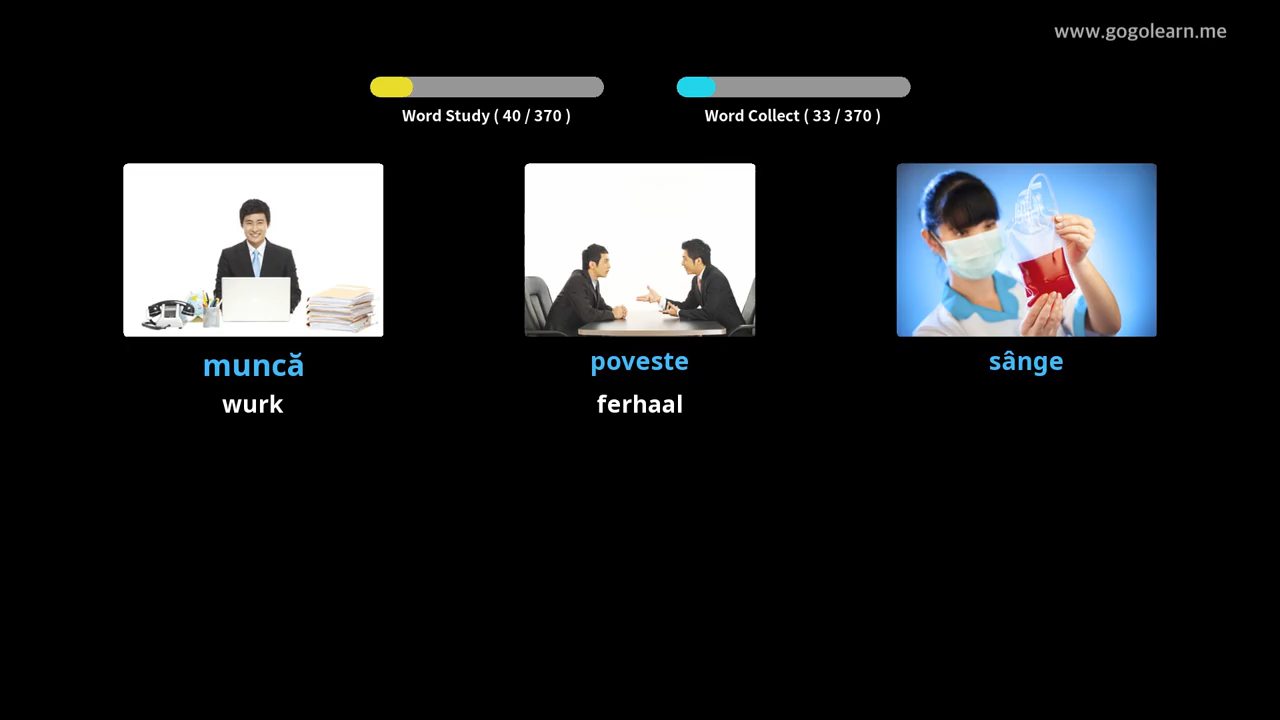 www.gogolearn.me
Word Study ( 40 / 370 )
Word Collect ( 33 / 370 )
muncă
poveste
sânge
wurk
ferhaal